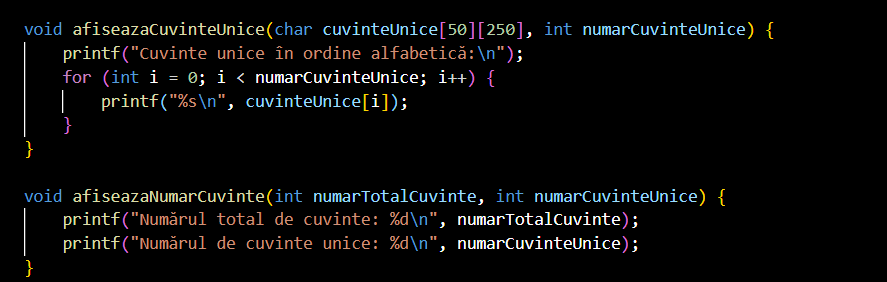 void afiseazaCuvinteUnice(char cuvinteUnice[50][250], int numarCuvinteUnice) {
    printf("Cuvinte unice în ordine alfabetică:\n");
    for (int i = 0; i < numarCuvinteUnice; i++) {
        printf("%s\n", cuvinteUnice[i]);
    }
}

void afiseazaNumarCuvinte(int numarTotalCuvinte, int numarCuvinteUnice) {
    printf("Numărul total de cuvinte: %d\n", numarTotalCuvinte);
    printf("Numărul de cuvinte unice: %d\n", numarCuvinteUnice);
}